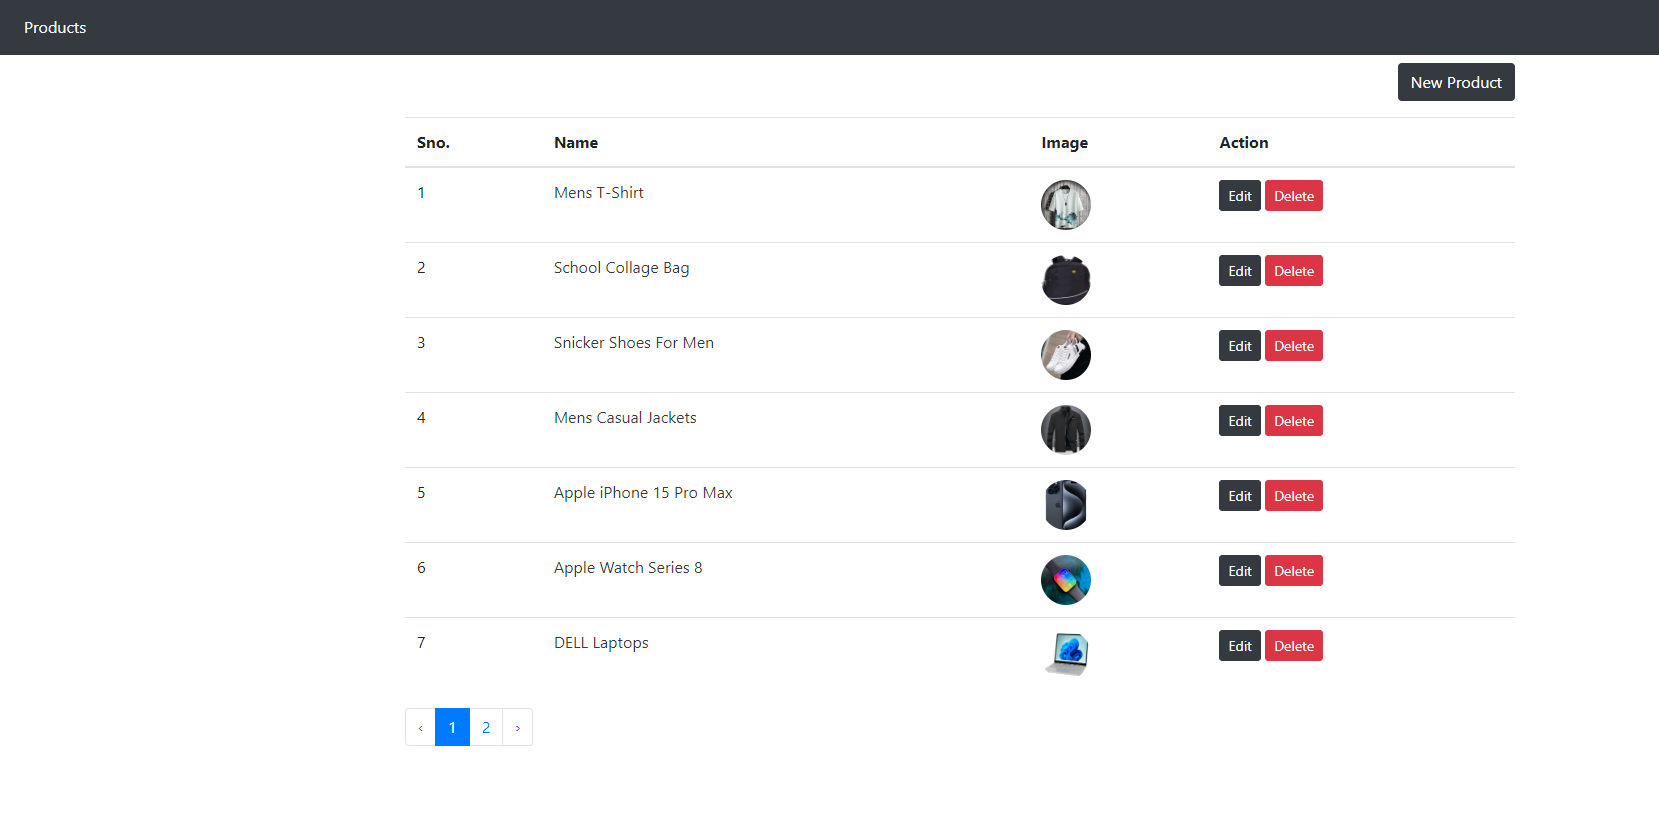 Products
New Product
Sno. Name Image Action
1 Mens T-Shirt Edit Delete
2 School Collage Bag Edit Delete
3 Snicker Shoes For Men Edit Delete
4 Mens Casual Jackets Edit Delete
5 Apple iPhone 15 Pro Max Edit Delete
6 Apple Watch Series 8 Edit Delete
7 DELL Laptops Edit Delete
‹ 1 2 ›